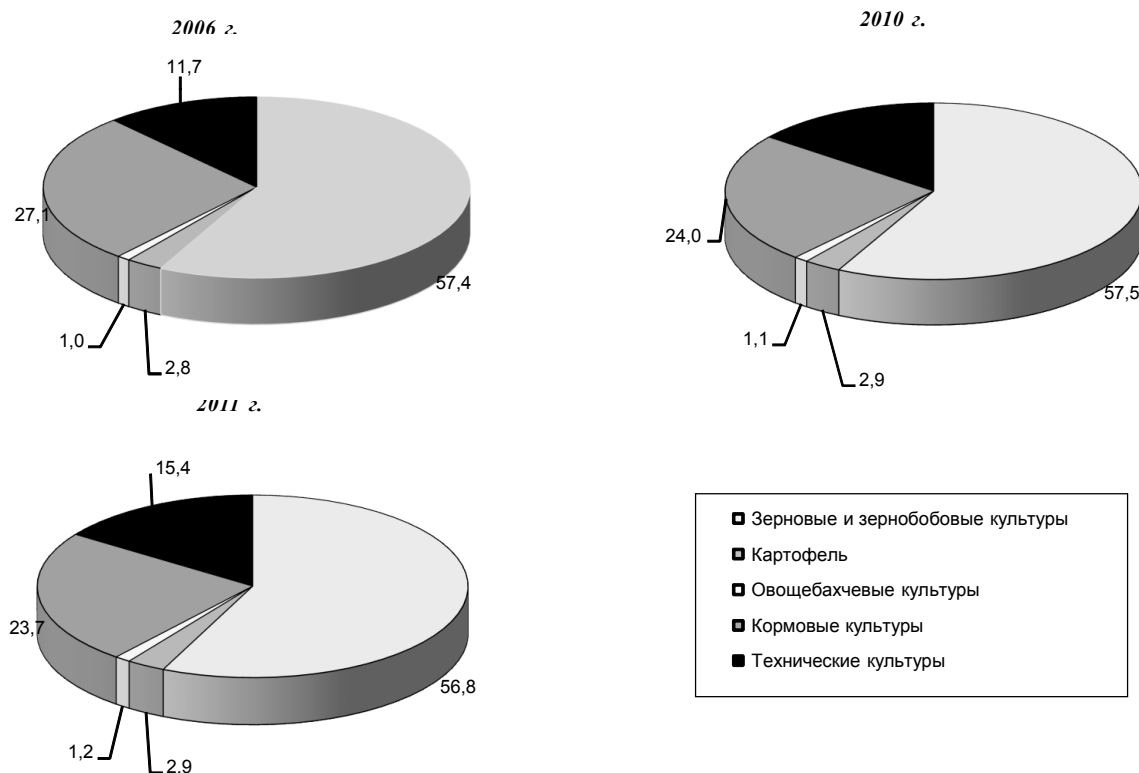 2006 г.
11,7
27,1
57,4
1,0
2,8
2010 г.
24,0
57,5
1,1
2,9
2011 г.
15,4
23,7
56,8
1,2
2,9
Зерновые и зернобобовые культуры
Картофель
Овощебахчевые культуры
Кормовые культуры
Технические культуры